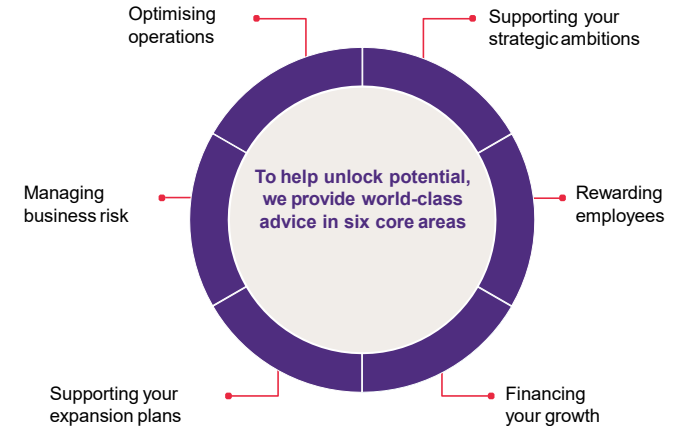 Optimising
operations
Supporting your
strategic ambitions
Managing
business risk
To help unlock potential,
we provide world-class
advice in six core areas
Rewarding
employees
Supporting your
expansion plans
Financing
your growth